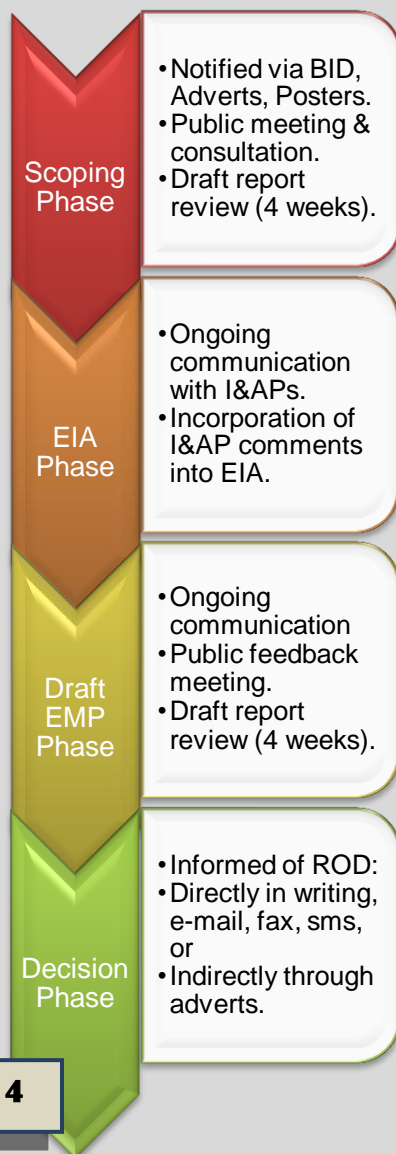 Scoping
Phase
•Notified via BID,
Adverts, Posters.
•Public meeting &
consultation.
•Draft report
review (4 weeks).
EIA
Phase
•Ongoing
communication
with I&APs.
•Incorporation of
I&AP comments
into EIA.
Draft
EMP
Phase
•Ongoing
communication
•Public feedback
meeting.
•Draft report
review (4 weeks).
Decision
Phase
•Informed of ROD:
•Directly in writing,
e-mail, fax, sms,
or
•Indirectly through
adverts.
4